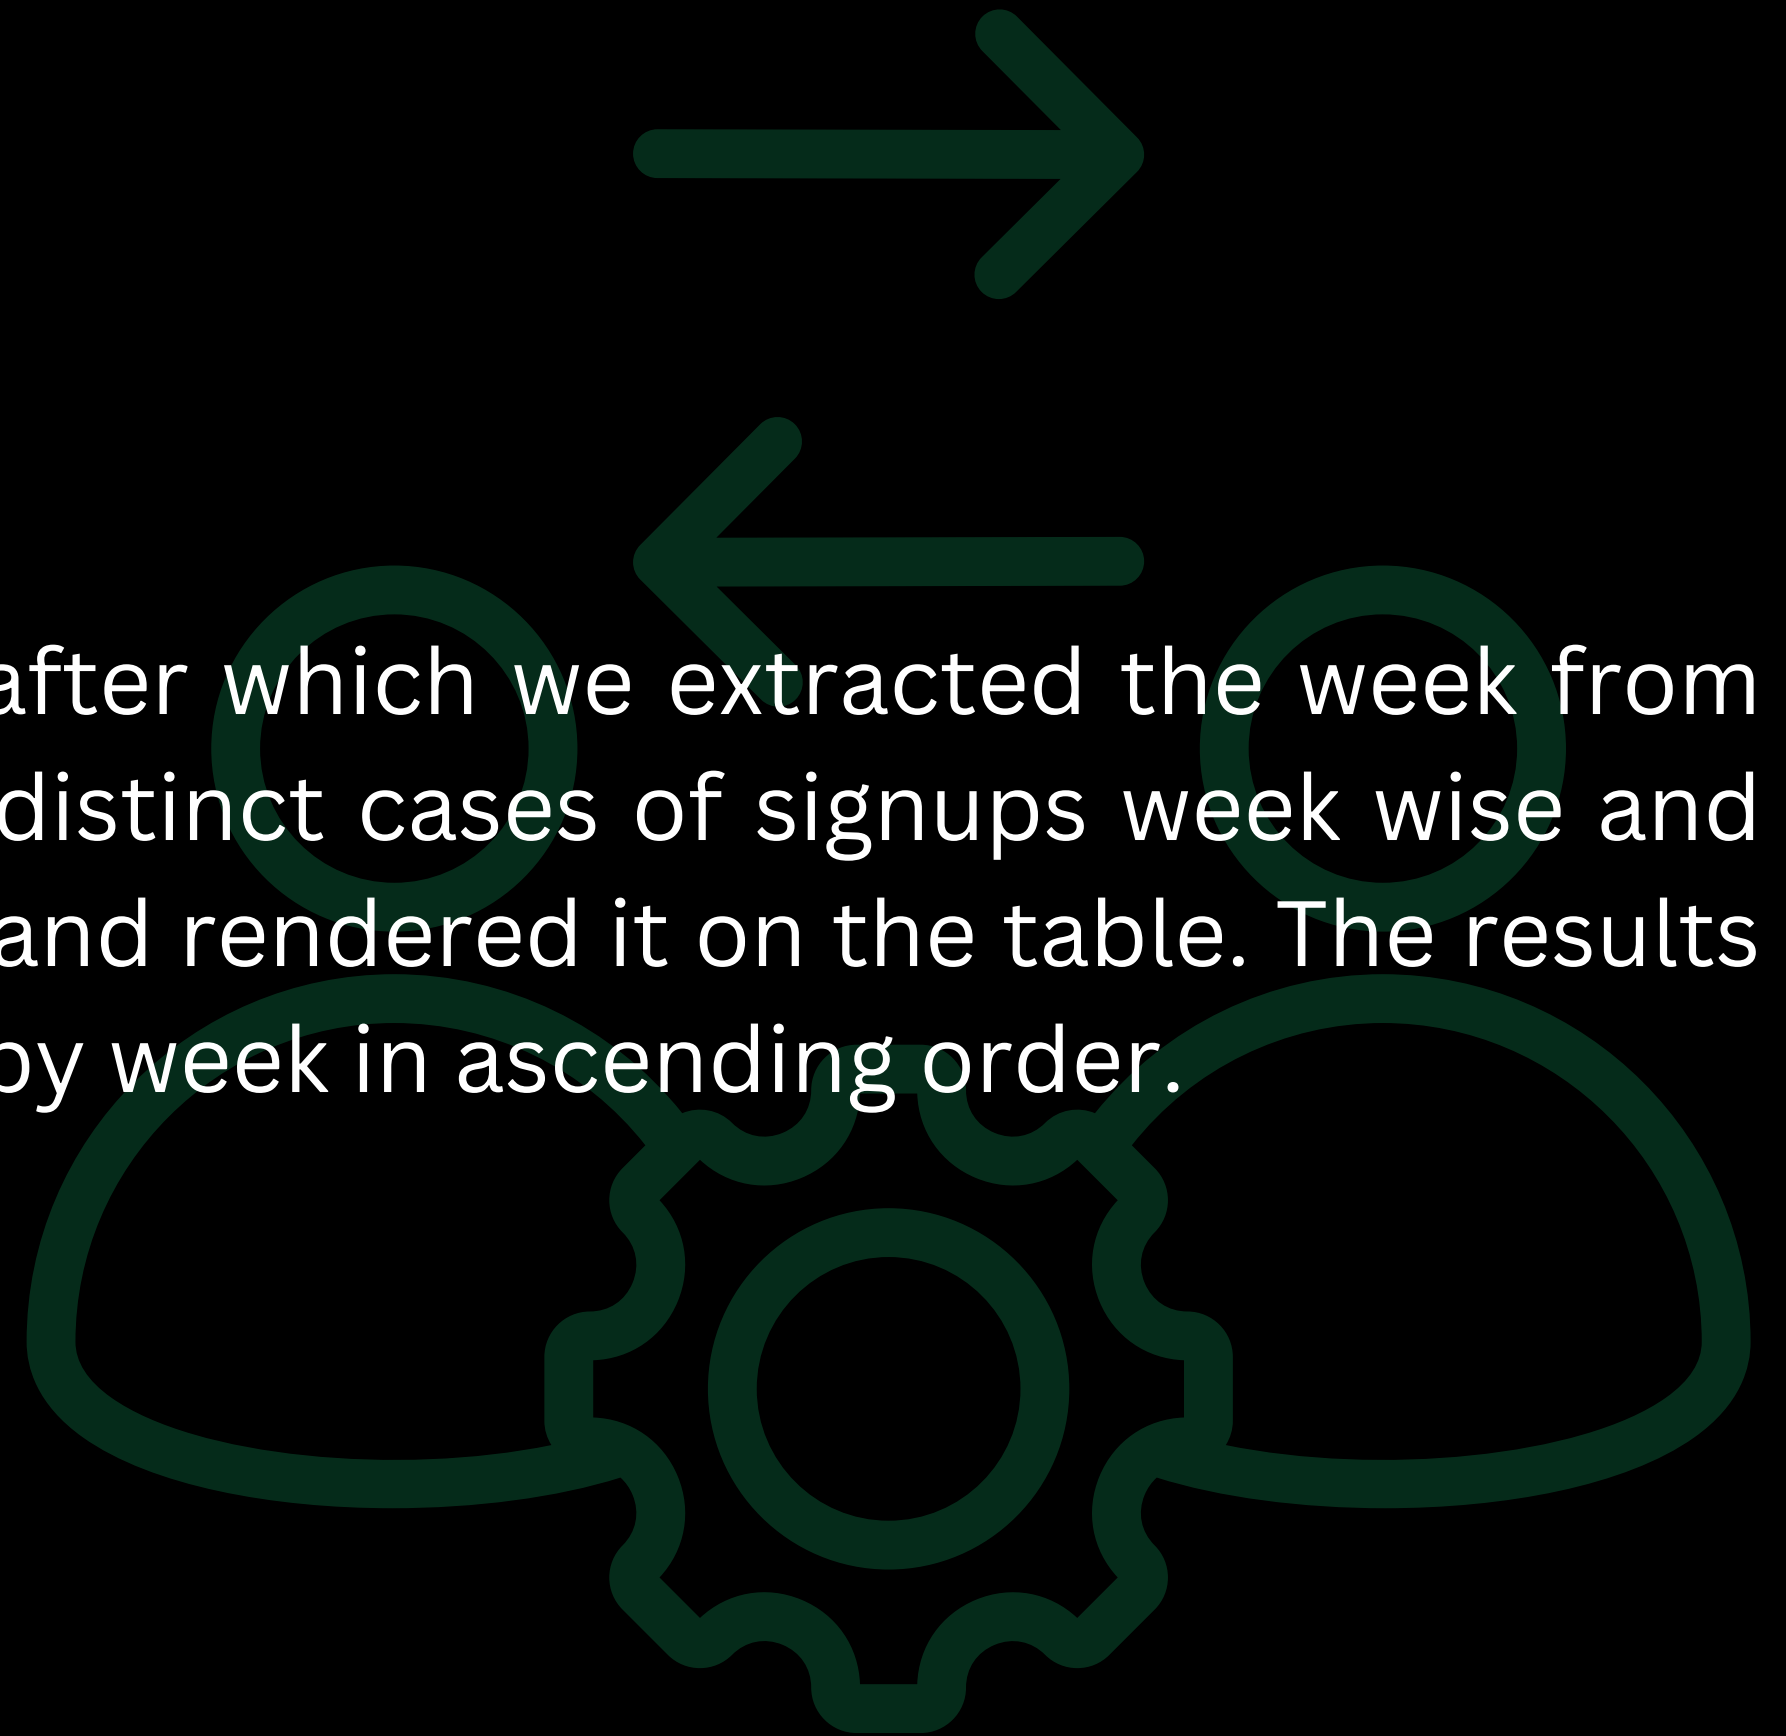 after which we extracted the week from
distinct cases of signups week wise and
and rendered it on the table. The results
by week in ascending order.